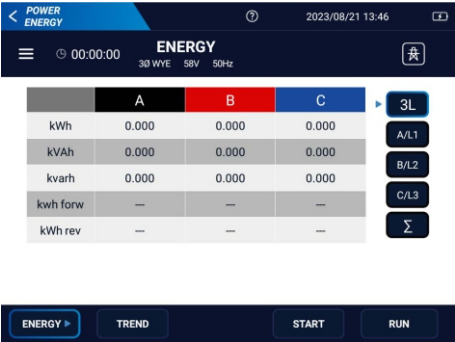 POWER ENERGY 2023/08/21 13:46
00:00:00 ENERGY
3Ø WYE 58V 50Hz
A B C 3L
kWh 0.000 0.000 0.000 A/L1
kVAh 0.000 0.000 0.000 B/L2
kvarh 0.000 0.000 0.000 C/L3
kwh forw --- --- --- Σ
kWh rev --- --- ---
ENERGY TREND START RUN